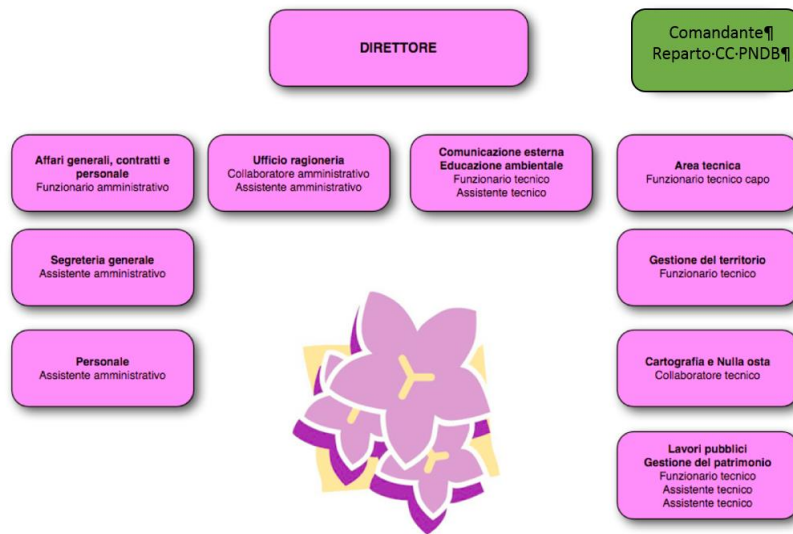 DIRETTORE
Comandante¶
Reparto·CC·PNDB¶
Affari generali, contratti e
personale
Funzionario amministrativo
Ufficio ragioneria
Collaboratore amministrativo
Assistente amministrativo
Comunicazione esterna
Educazione ambientale
Funzionario tecnico
Assistente tecnico
Area tecnica
Funzionario tecnico capo
Segreteria generale
Assistente amministrativo
Gestione del territorio
Funzionario tecnico
Personale
Assistente amministrativo
Cartografia e Nulla osta
Collaboratore tecnico
Lavori pubblici
Gestione del patrimonio
Funzionario tecnico
Assistente tecnico
Assistente tecnico